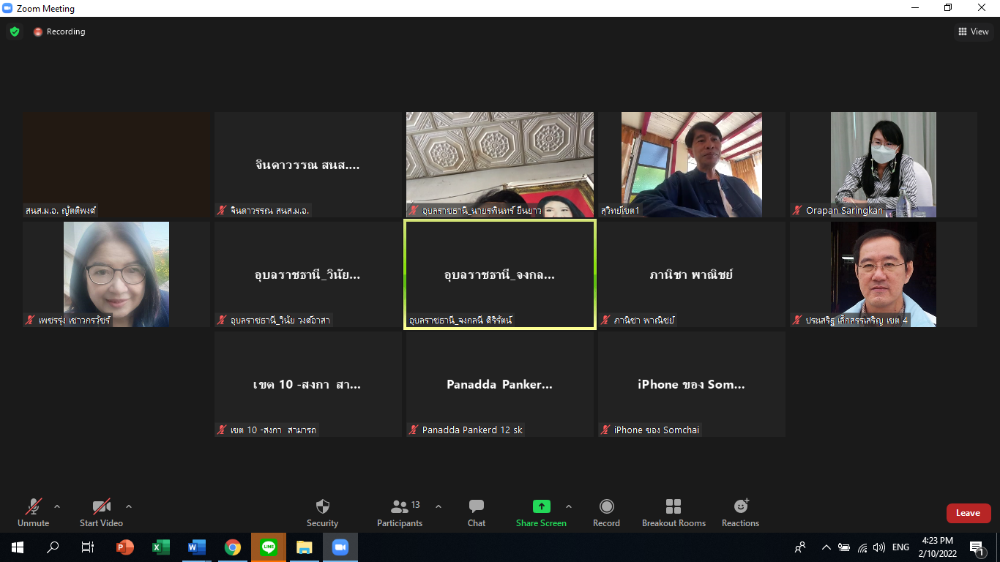 Zoom Meeting
Recording
View
จินดาวรรณ สนส....
สนส.ม.อ. ญัตติพงศ์
จินดาวรรณ สนส.ม.อ.
อุบลราชธานี_นายรพินทร์ ยืนยาว
สุวิทย์เขต1
Orapan Saringkan
อุบลราชธานี_วินัย...
อุบลราชธานี_จงกล...
ภานิชา พาณิชย์
เพชรรุ่ง เชาวกรวัชร์
อุบลราชธานี_วินัย วงศ์อาสา
อุบลราชธานี_จงกลนี ศิริรัตน์
ภานิชา พาณิชย์
ประเสริฐ เล็กสรรเสริญ เขต 4
เขต 10 -สงกา สา...
Panadda Panker...
iPhone ของ Som...
เขต 10 -สงกา สามารถ
Panadda Pankerd 12 sk
iPhone ของ Somchai
13
Unmute
Start Video
Security
Participants
Chat
Share Screen
Record
Breakout Rooms
Reactions
Leave
LINE
ENG
4:23 PM
2/10/2022
1